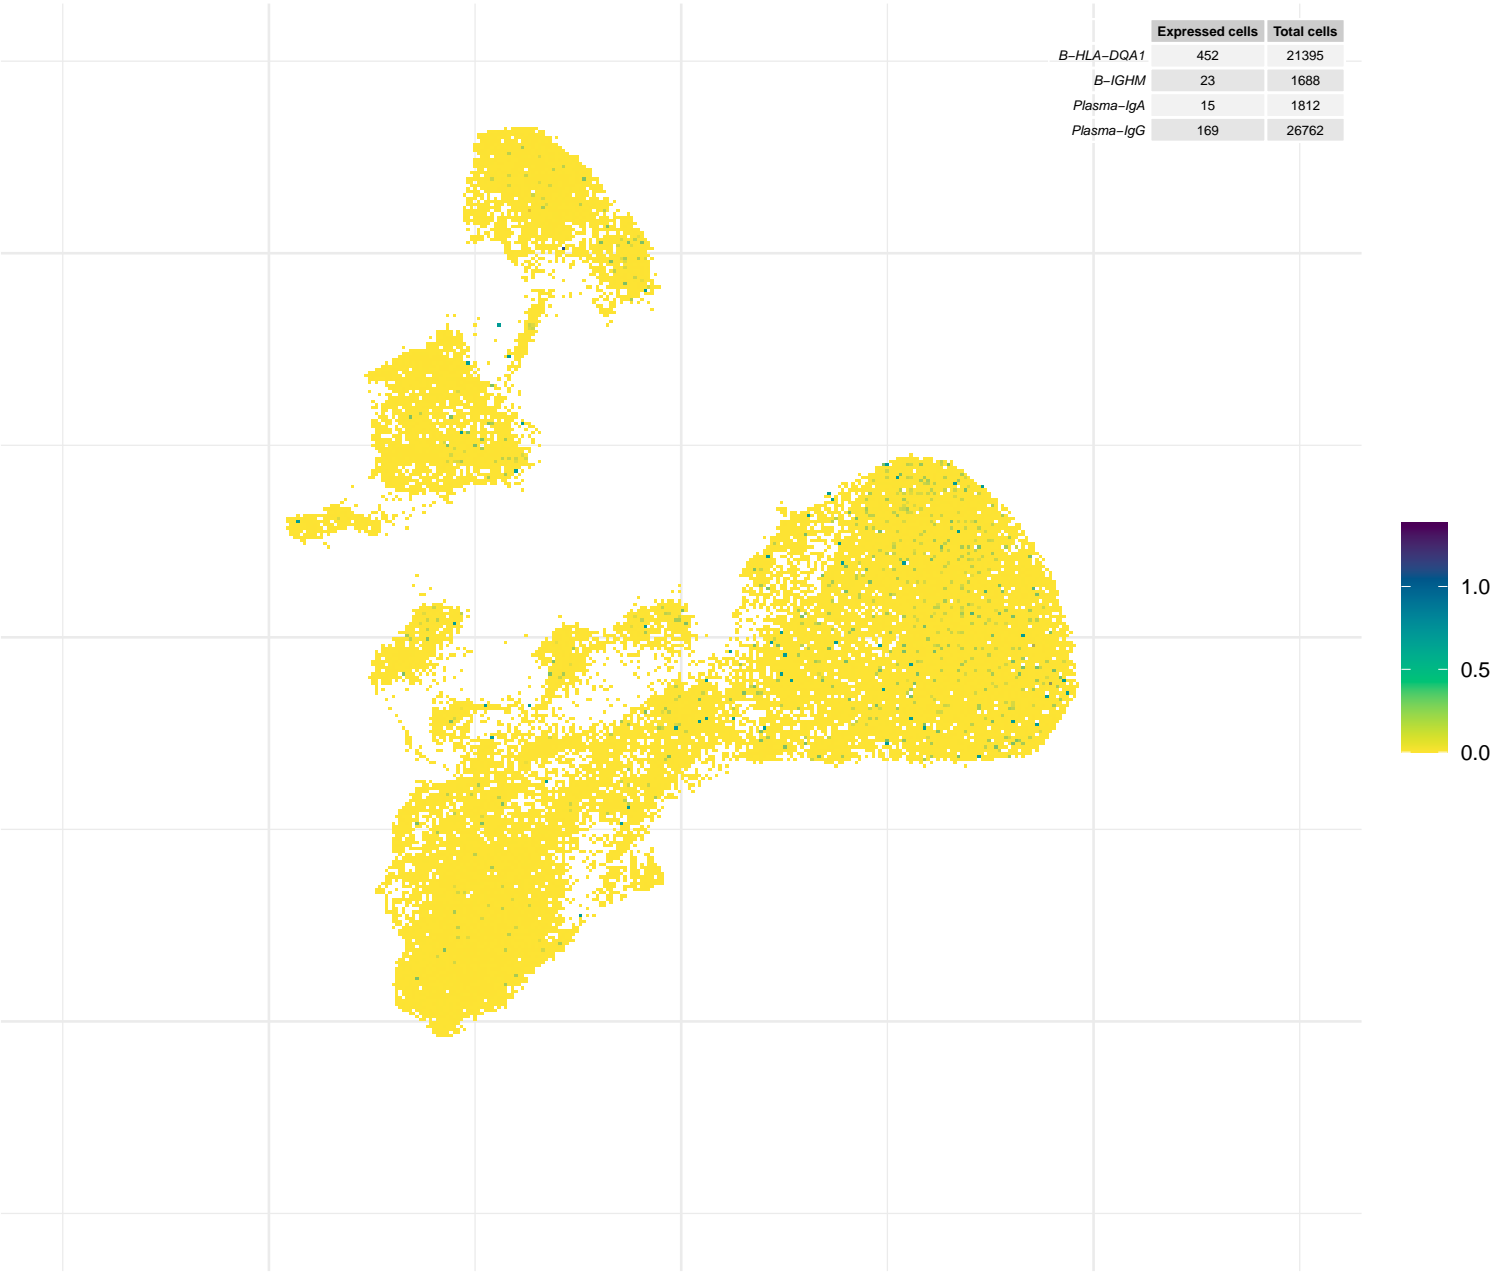 Expressed cells Total cells
B−HLA−DQA1 452 21395
B−IGHM 23 1688
Plasma−IgA 15 1812
Plasma−IgG 169 26762
1.0
0.5
0.0